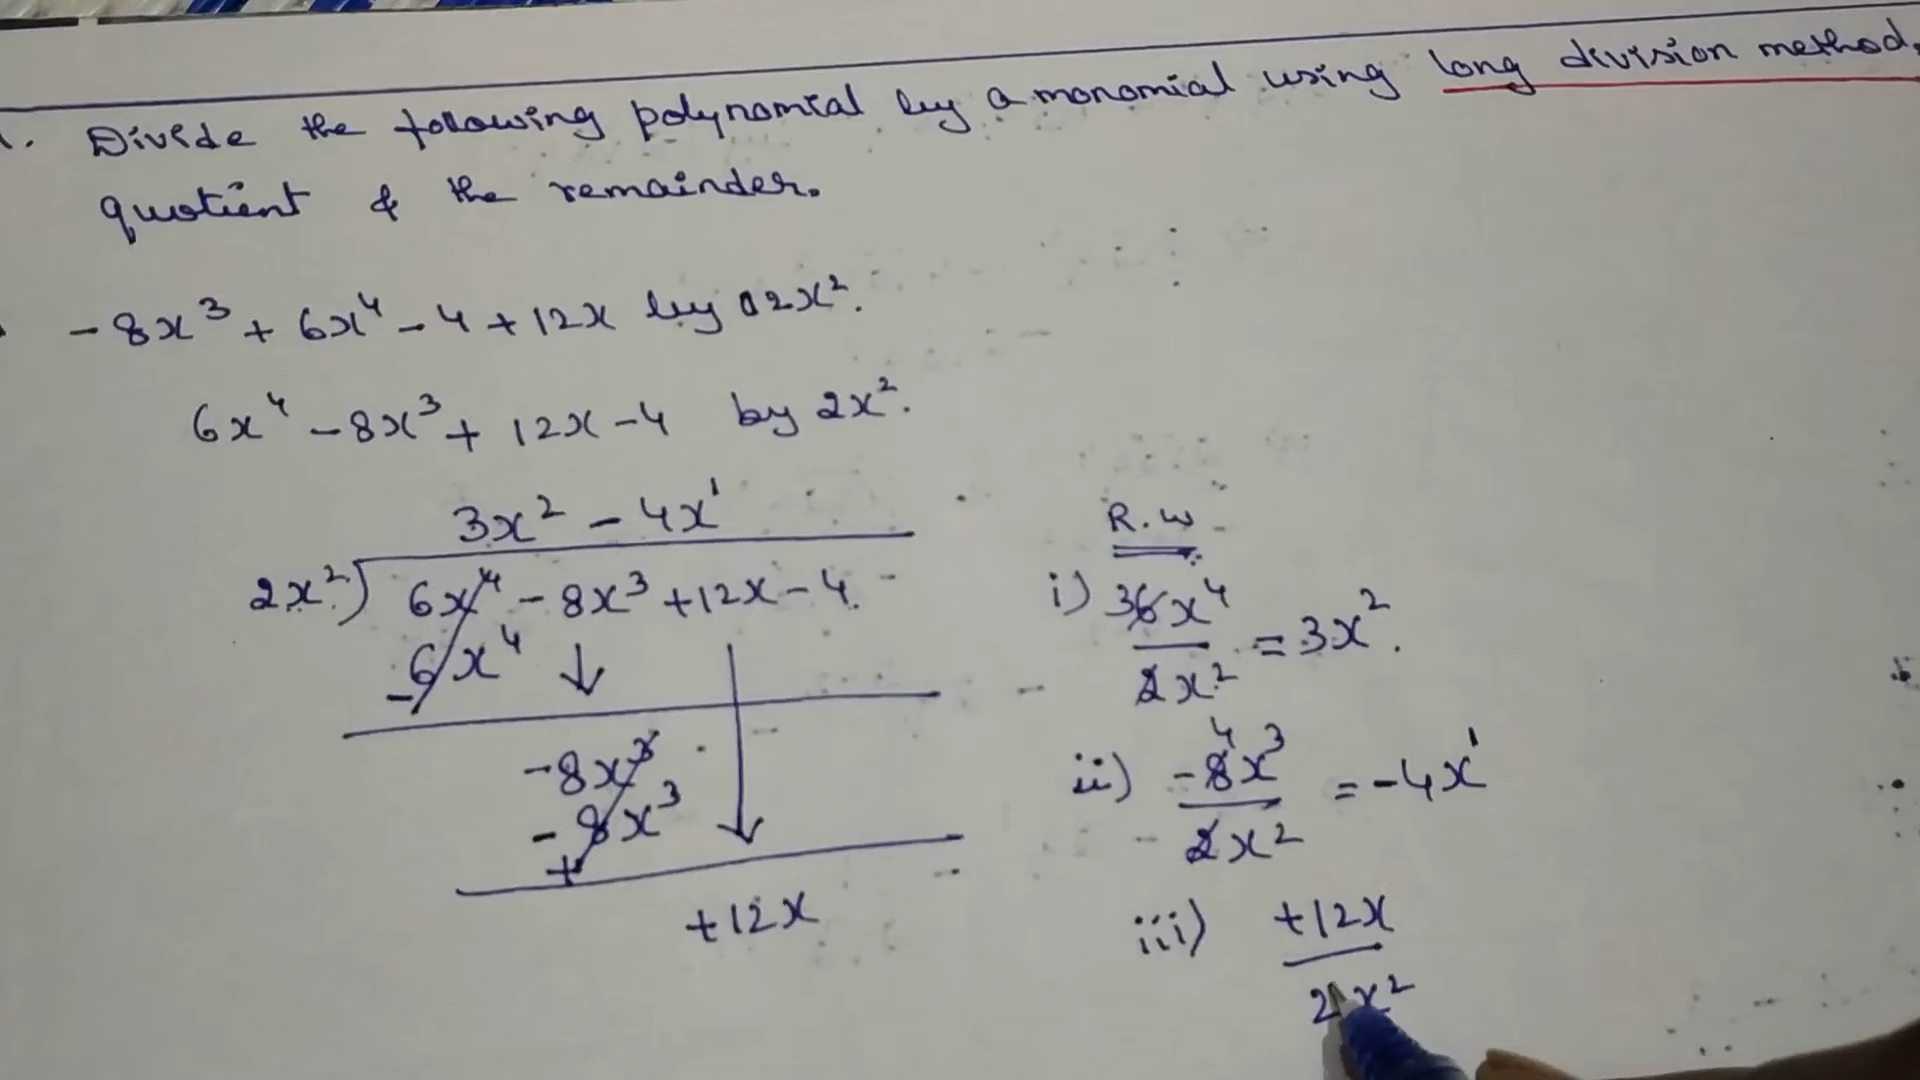 1. Divide the following polynomial by a monomial using long division method.
quotient & the remainder.
-8x³ + 6x⁴ - 4 + 12x by 2x².
6x⁴ - 8x³ + 12x - 4 by 2x².
3x² - 4x¹
2x²) 6x⁴ - 8x³ + 12x - 4
6x⁴ ↓
-
-8x³
-8x³
+
+12x
R.W
i) 36x⁴ / 2x² = 3x².
ii) 4 -8x³ / 2x² = -4x¹
iii) +12x / 2x²